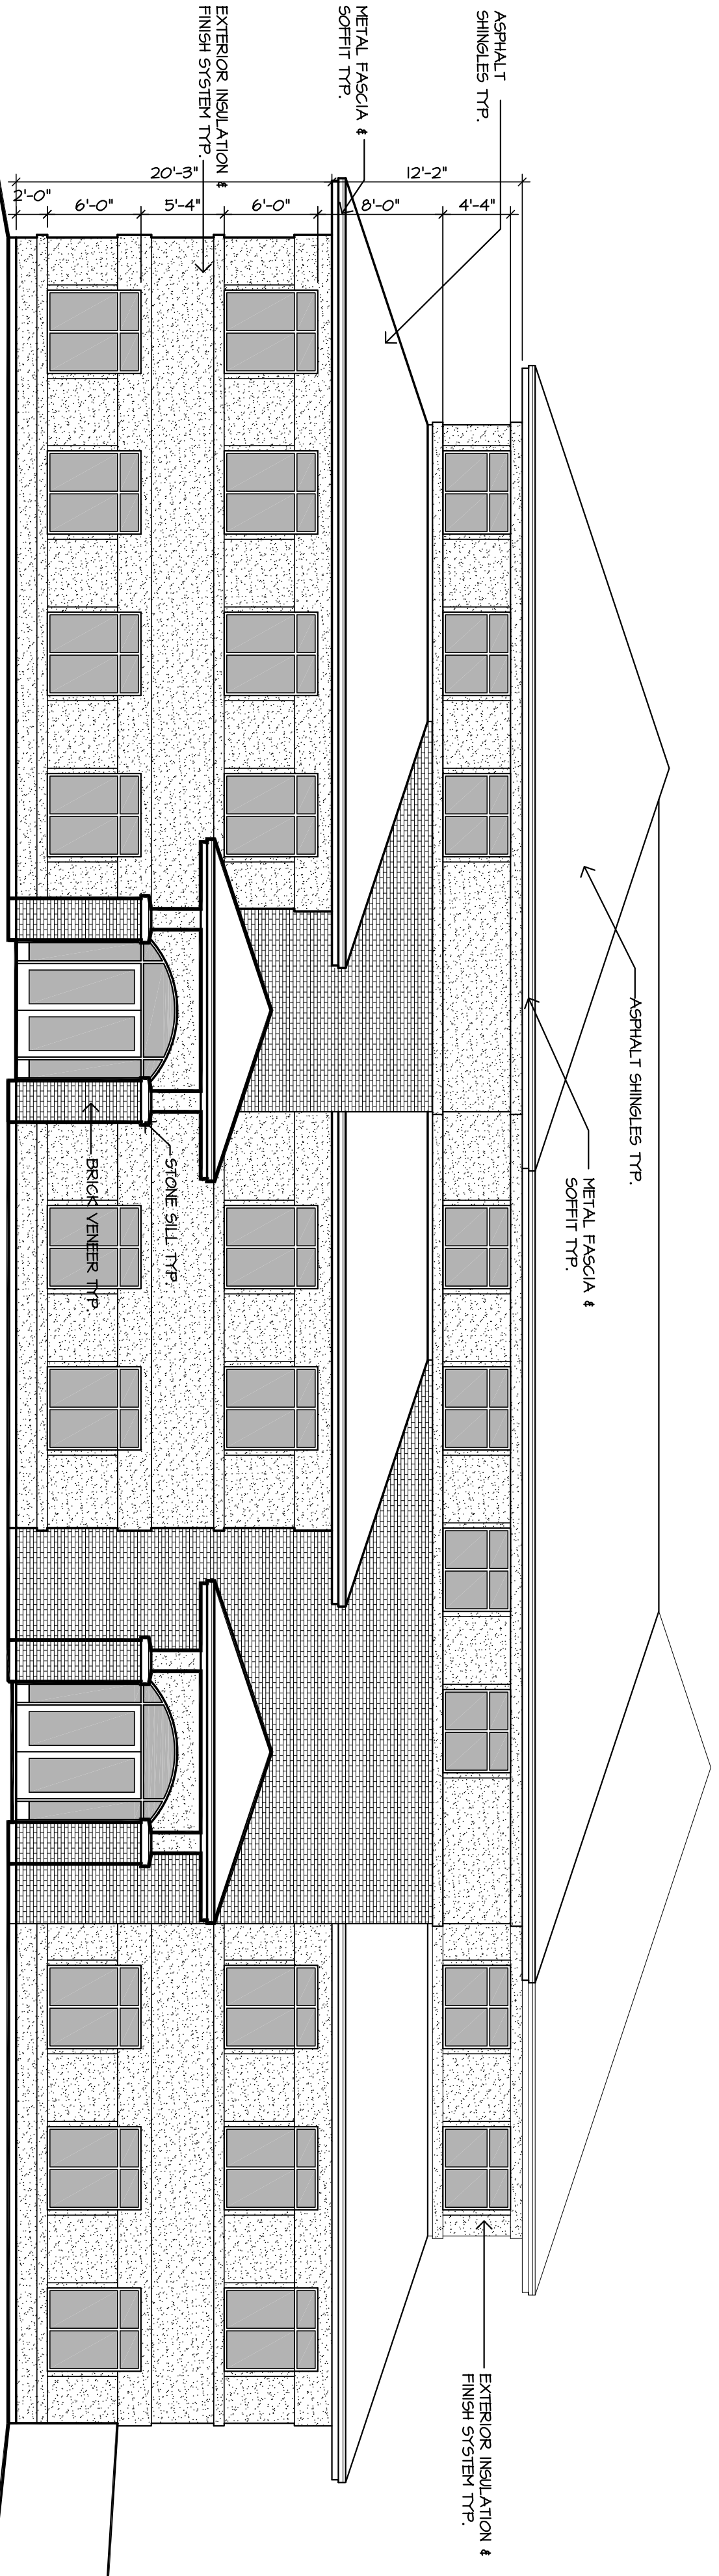 ASPHALT
SHINGLES TYP.
METAL FASCIA &
SOFFIT TYP.
EXTERIOR INSULATION &
FINISH SYSTEM TYP.
12'-2"
20'-3"
4'-4"
8'-0"
6'-0"
5'-4"
6'-0"
2'-0"
ASPHALT SHINGLES TYP.
METAL FASCIA &
SOFFIT TYP.
STONE SILL TYP.
BRICK VENEER TYP.
EXTERIOR INSULATION &
FINISH SYSTEM TYP.